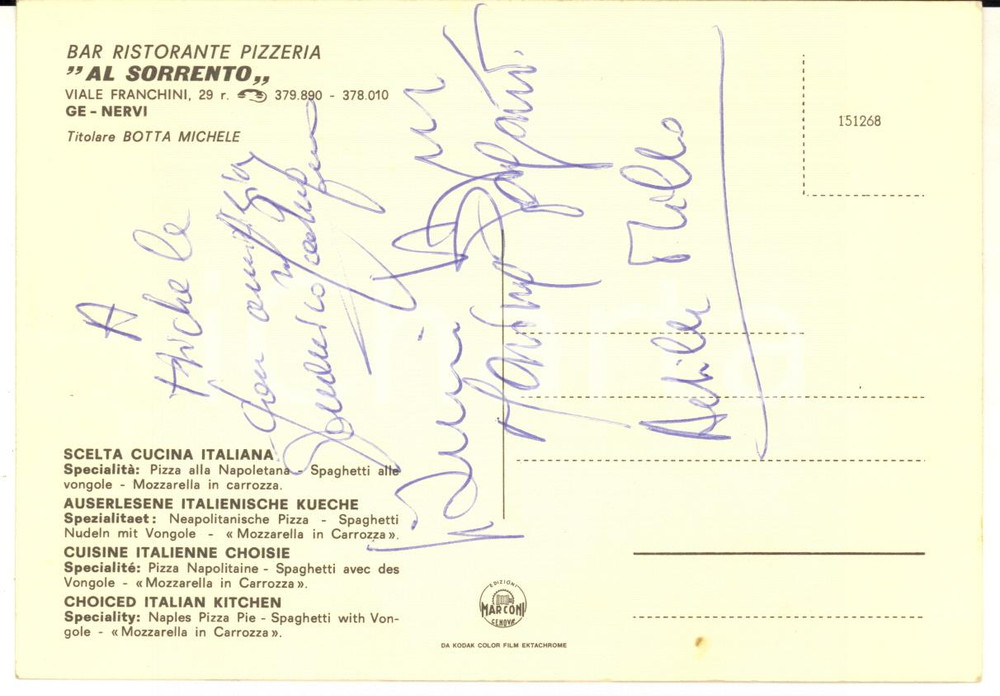 BAR RISTORANTE PIZZERIA
”AL SORRENTO„
VIALE FRANCHINI, 29 r. 379.890 - 378.010
GE - NERVI
Titolare BOTTA MICHELE
151268
A
Michele
con
Achille
SCELTA CUCINA ITALIANA
Specialità: Pizza alla Napoletana - Spaghetti alle
vongole - Mozzarella in carrozza.
AUSERLESENE ITALIENISCHE KUECHE
Spezialitaet: Neapolitanische Pizza - Spaghetti
Nudeln mit Vongole - «Mozzarella in Carrozza».
CUISINE ITALIENNE CHOISIE
Specialité: Pizza Napolitaine - Spaghetti avec des
Vongole - «Mozzarella in Carrozza».
CHOICED ITALIAN KITCHEN
Speciality: Naples Pizza Pie - Spaghetti with Von-
gole - «Mozzarella in Carrozza».
EDIZIONI
MARCONI
GENOVA
DA KODAK COLOR FILM EKTACHROME